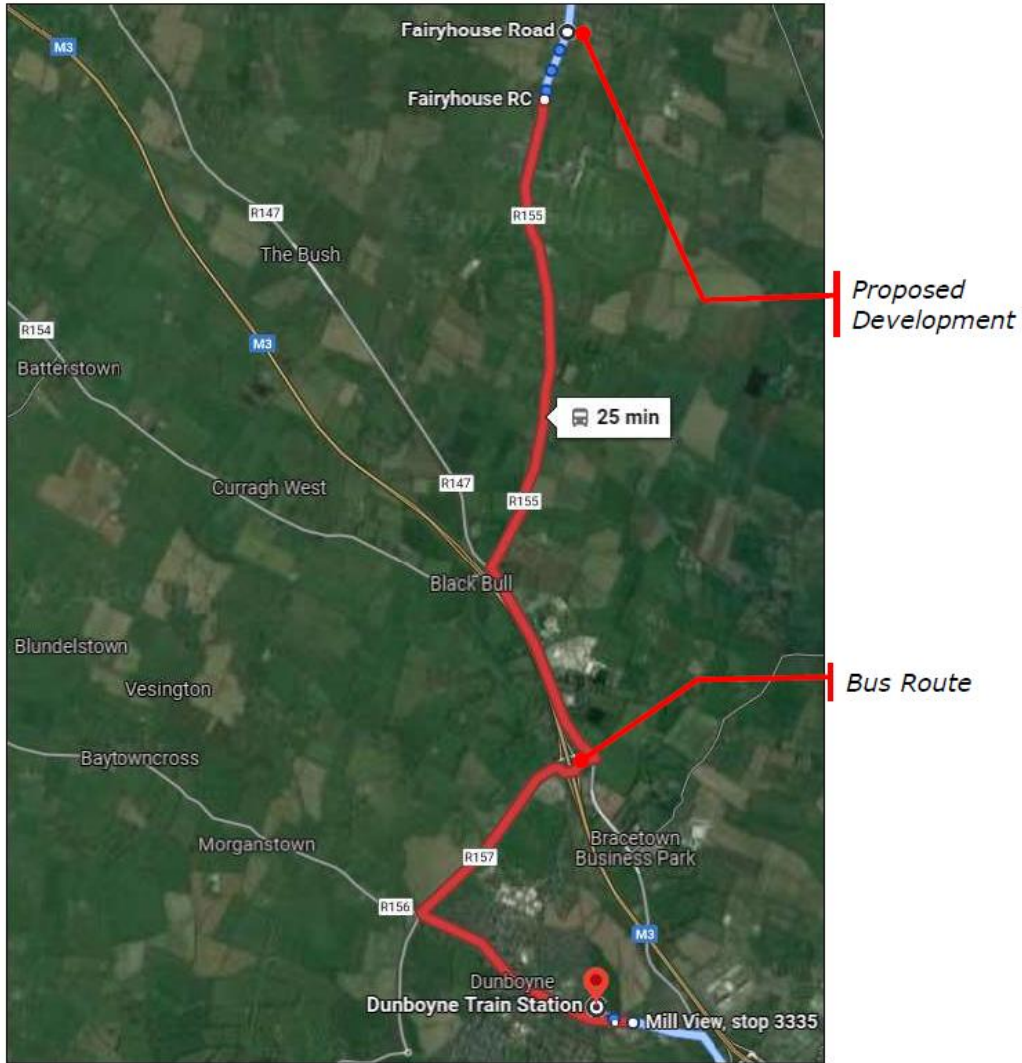 Fairyhouse Road
M3
Fairyhouse RC
R147
R155
The Bush
Proposed
Development
R154
M3
Batterstown
25 min
R147
Curragh West
R155
Black Bull
Blundelstown
Vesington
Bus Route
Baytowncross
Morganstown
Bracetown
Business Park
R157
R156
M3
Dunboyne
Dunboyne Train Station
Mill View, stop 3335